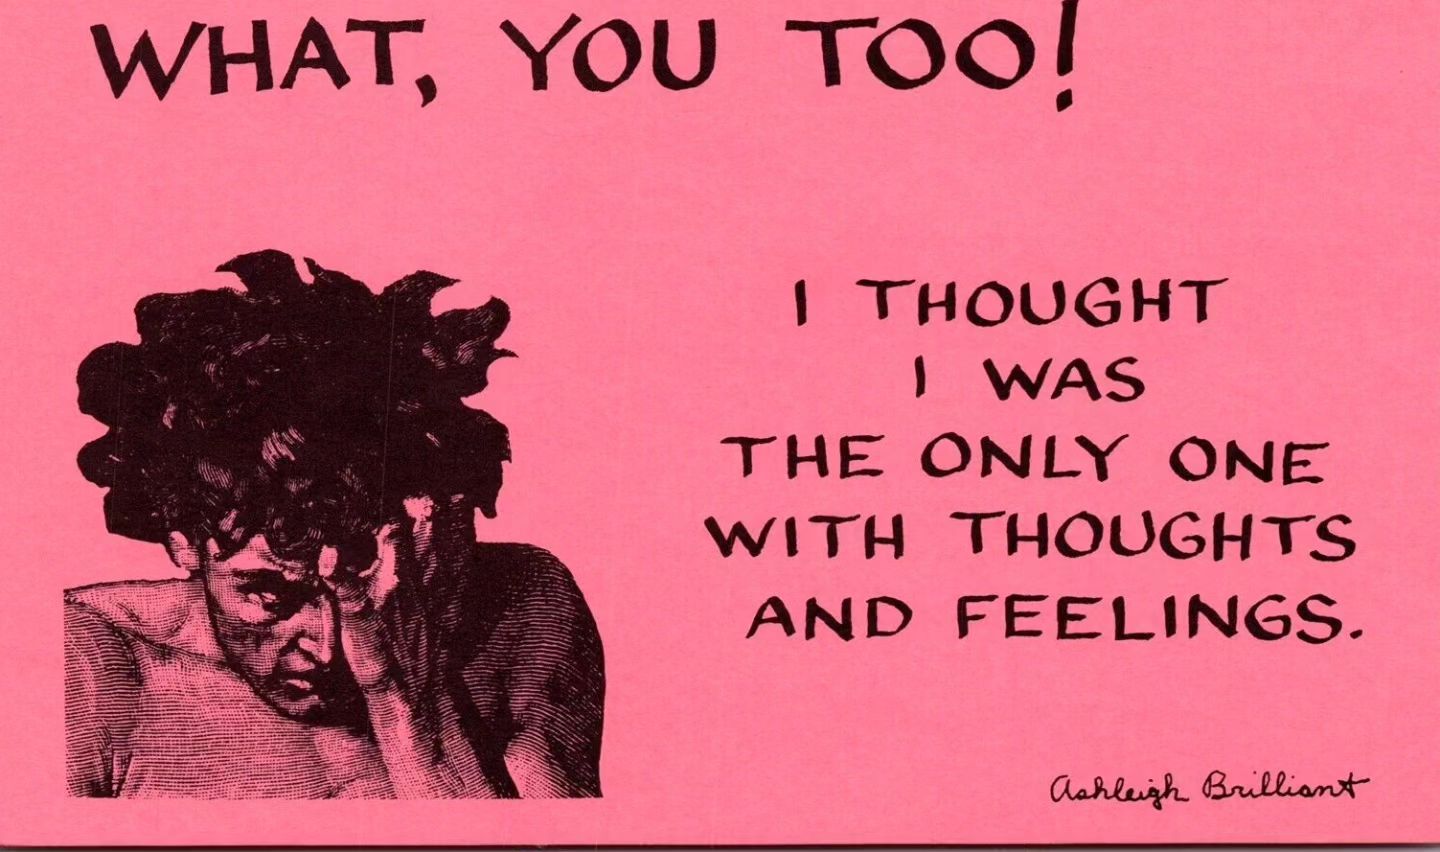 WHAT, YOU TOO!
I THOUGHT
I WAS
THE ONLY ONE
WITH THOUGHTS
AND FEELINGS.
Ashleigh Brilliant